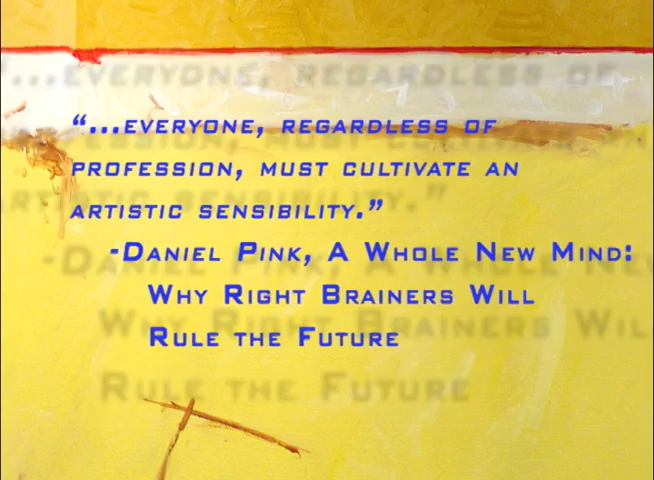 “...EVERYONE, REGARDLESS OF
PROFESSION, MUST CULTIVATE AN
ARTISTIC SENSIBILITY.”
-DANIEL PINK, A WHOLE NEW MIND:
WHY RIGHT BRAINERS WILL
RULE THE FUTURE